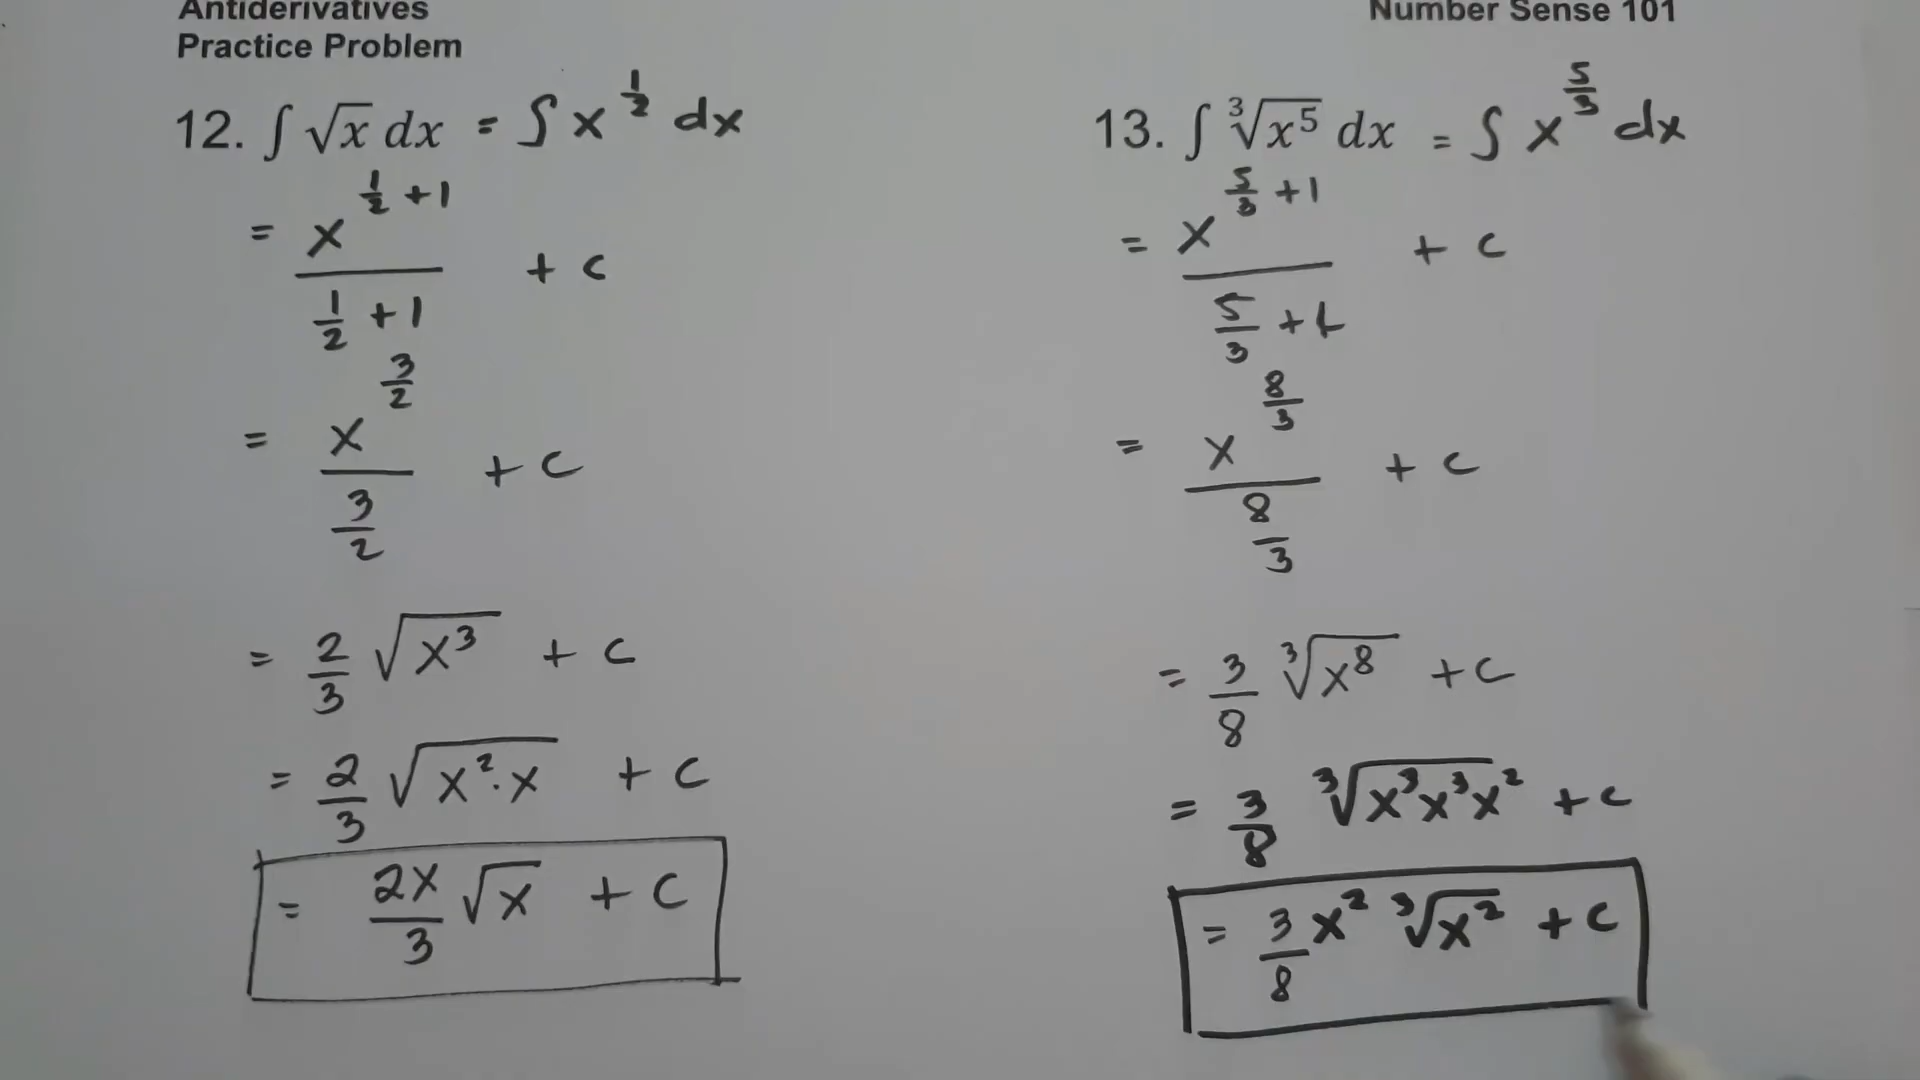 Antiderivatives
Practice Problem
Number Sense 101
12. ∫ √x dx = ∫ x^(1/2) dx
= x^(1/2 + 1) / (1/2 + 1) + c
= x^(3/2) / (3/2) + c
= 2/3 √(x³) + c
= 2/3 √(x²·x) + c
= 2x/3 √x + c
13. ∫ ∛(x⁵) dx = ∫ x^(5/3) dx
= x^(5/3 + 1) / (5/3 + 1) + c
= x^(8/3) / (8/3) + c
= 3/8 ∛(x⁸) + c
= 3/8 ∛(x³x³x²) + c
= 3/8 x² ∛(x²) + c